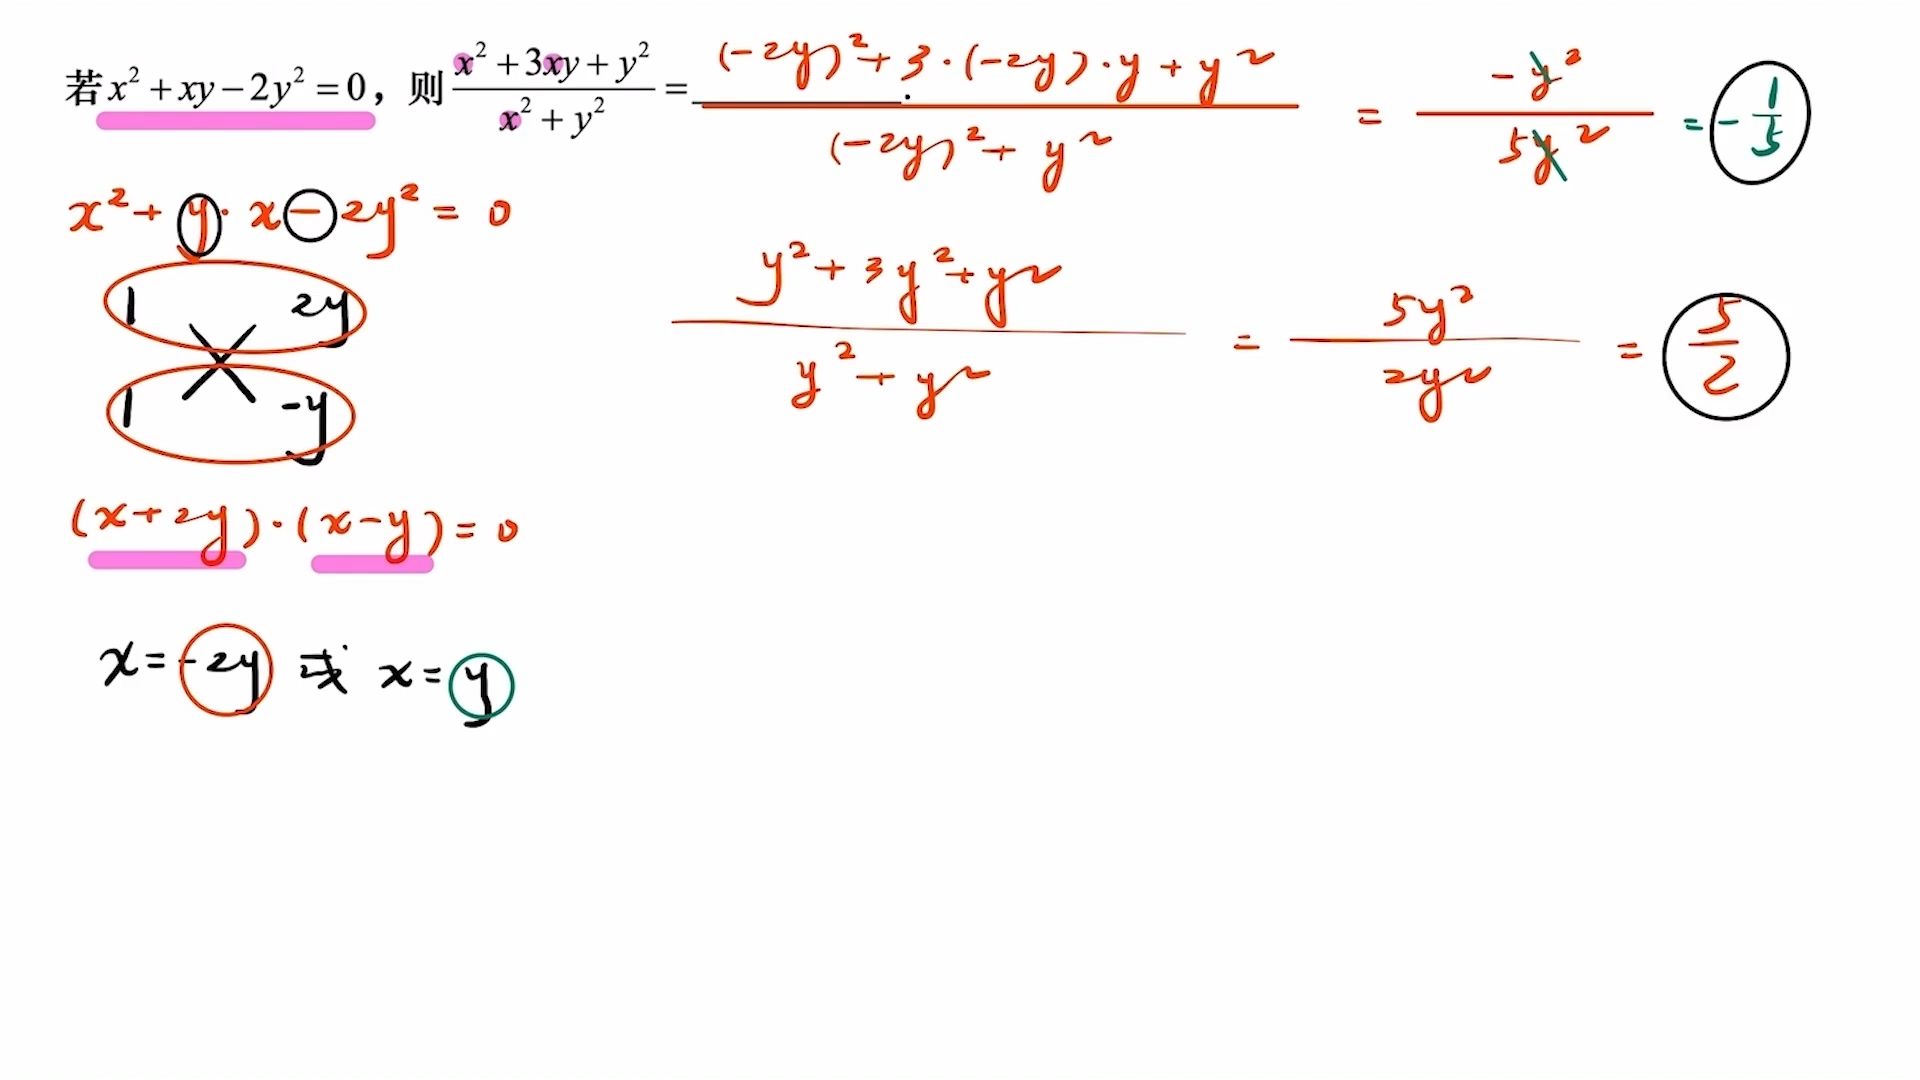 若x²+xy−2y²=0，则(x²+3xy+y²)/(x²+y²)=________.
((-2y)²+3·(-2y)·y+y²)/((-2y)²+y²) = -y²/5y² = -1/5
x²+y·x-2y²=0
1 2y
1 -y
(y²+3y²+y²)/(y²+y²) = 5y²/2y² = 5/2
(x+2y)·(x-y)=0
x=-2y 或 x=y